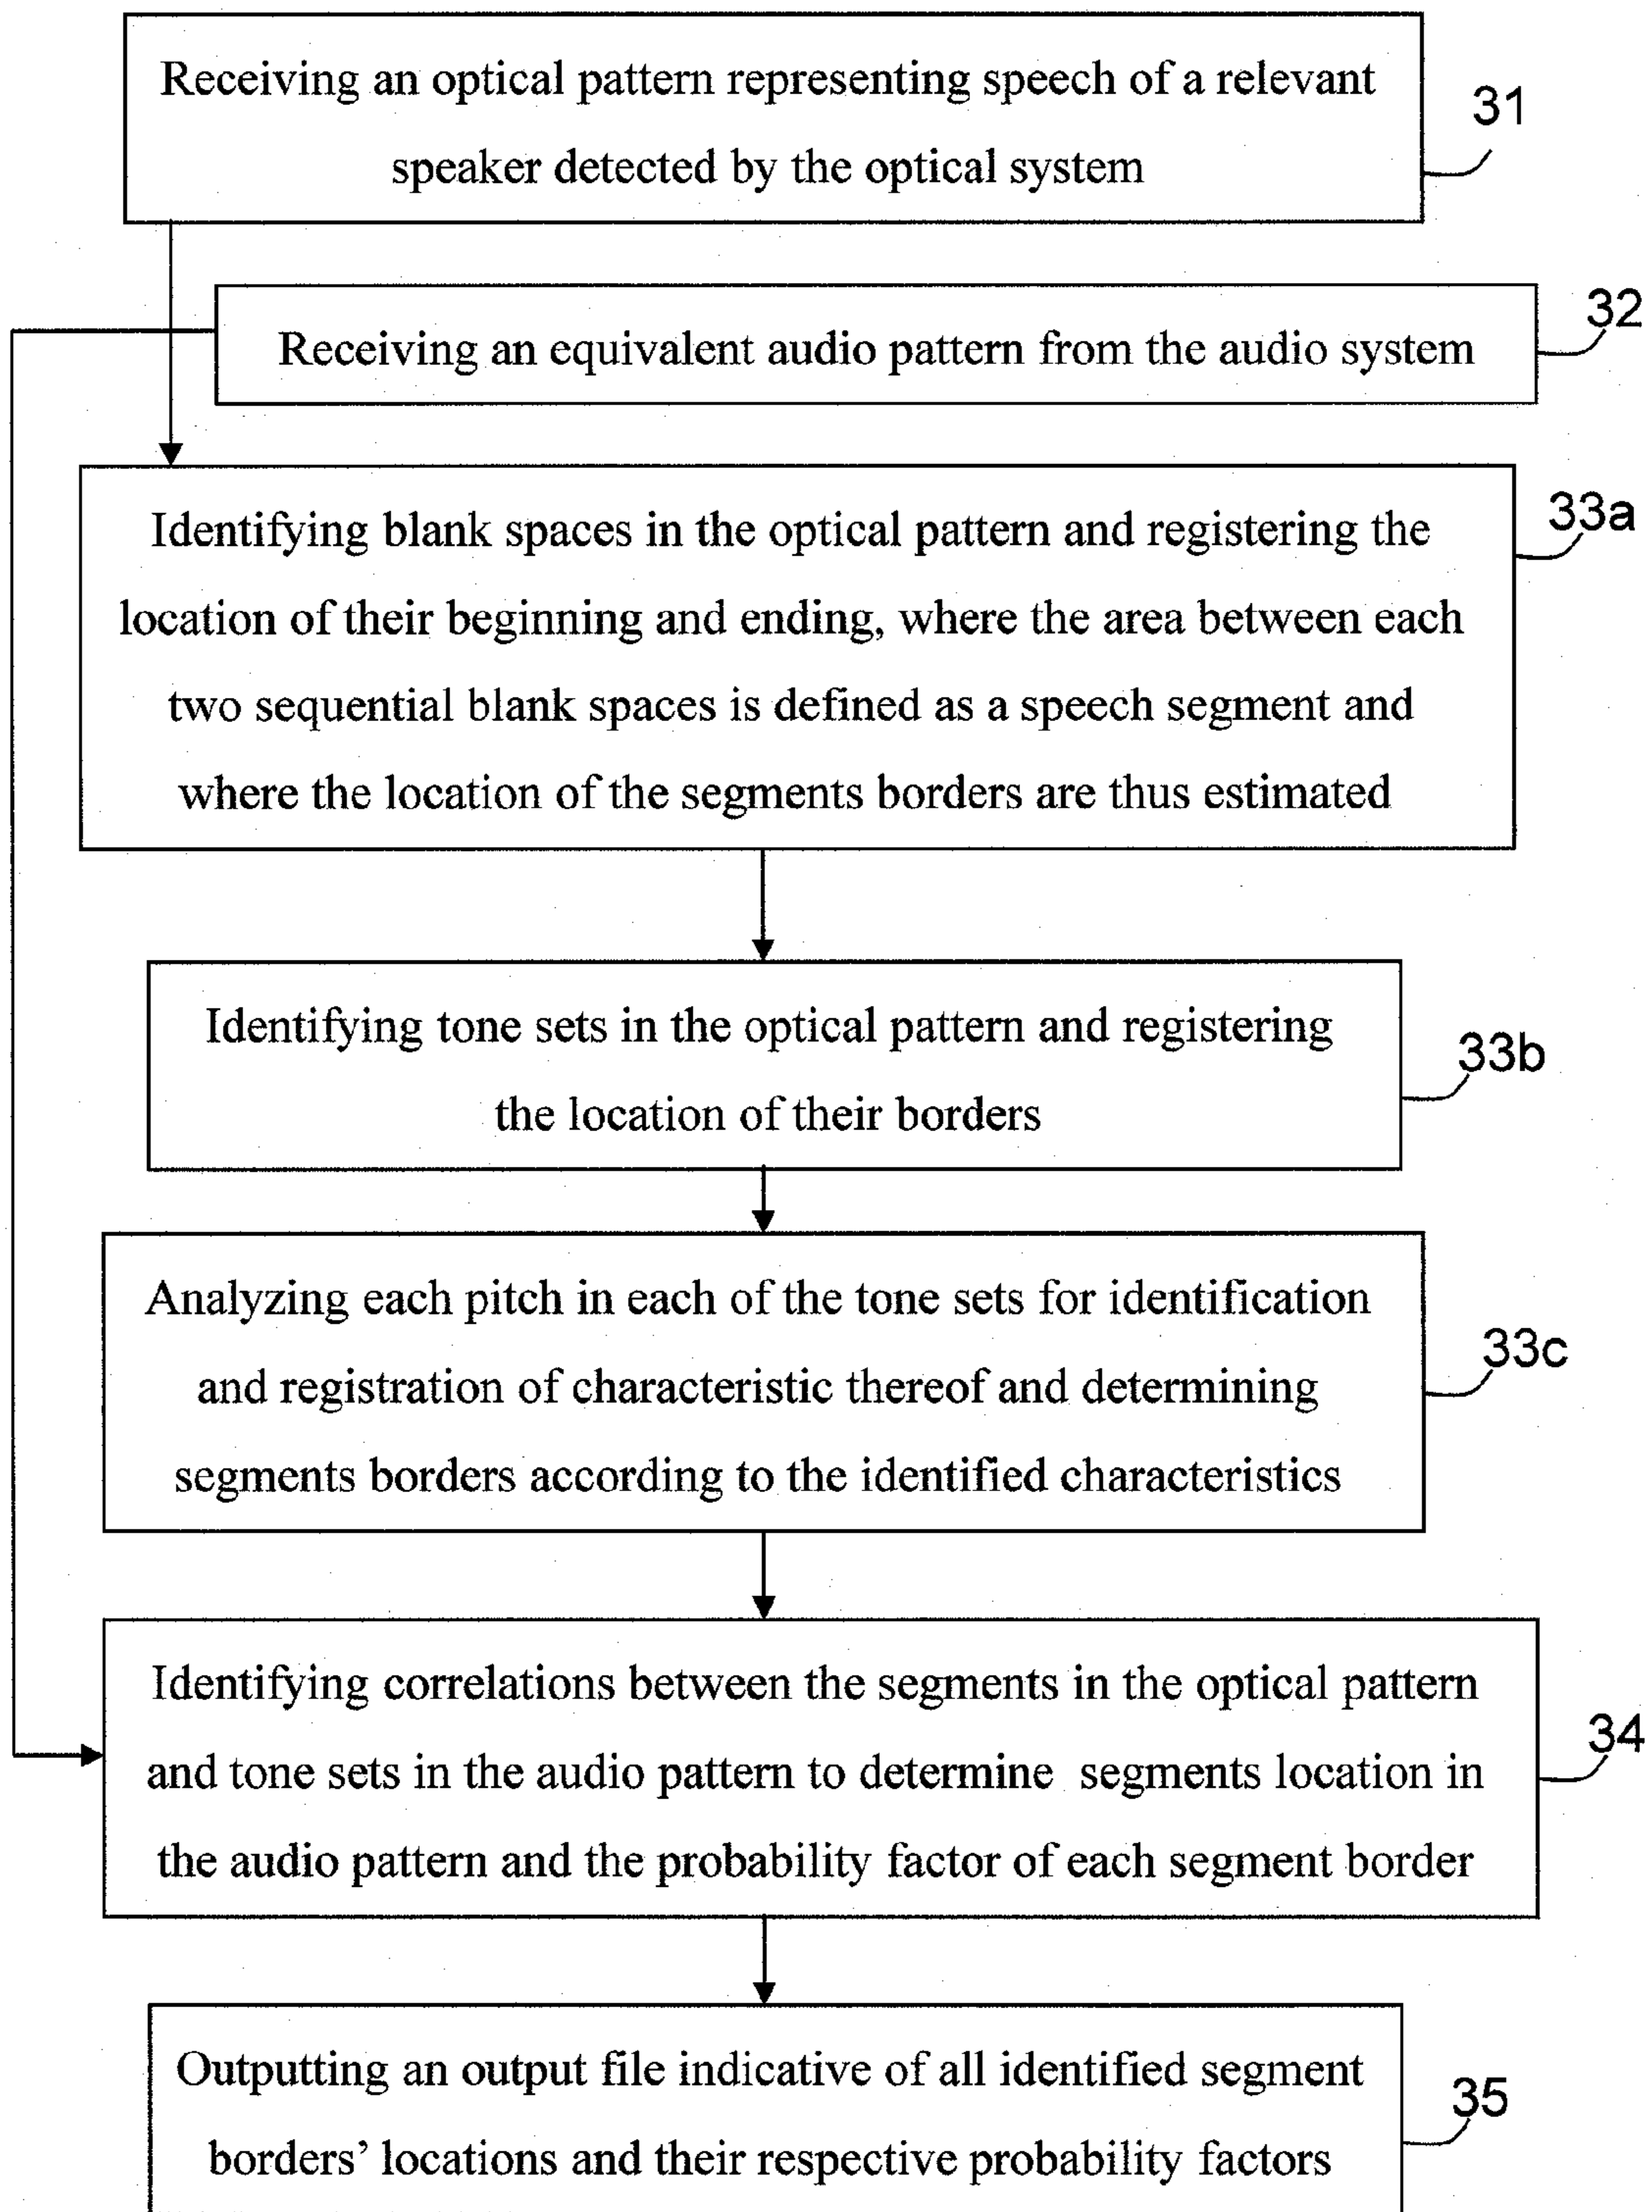 Receiving an optical pattern representing speech of a relevant
speaker detected by the optical system
31
Receiving an equivalent audio pattern from the audio system
32
Identifying blank spaces in the optical pattern and registering the
location of their beginning and ending, where the area between each
two sequential blank spaces is defined as a speech segment and
where the location of the segments borders are thus estimated
33a
Identifying tone sets in the optical pattern and registering
the location of their borders
33b
Analyzing each pitch in each of the tone sets for identification
and registration of characteristic thereof and determining
segments borders according to the identified characteristics
33c
Identifying correlations between the segments in the optical pattern
and tone sets in the audio pattern to determine segments location in
the audio pattern and the probability factor of each segment border
34
Outputting an output file indicative of all identified segment
borders’ locations and their respective probability factors
35